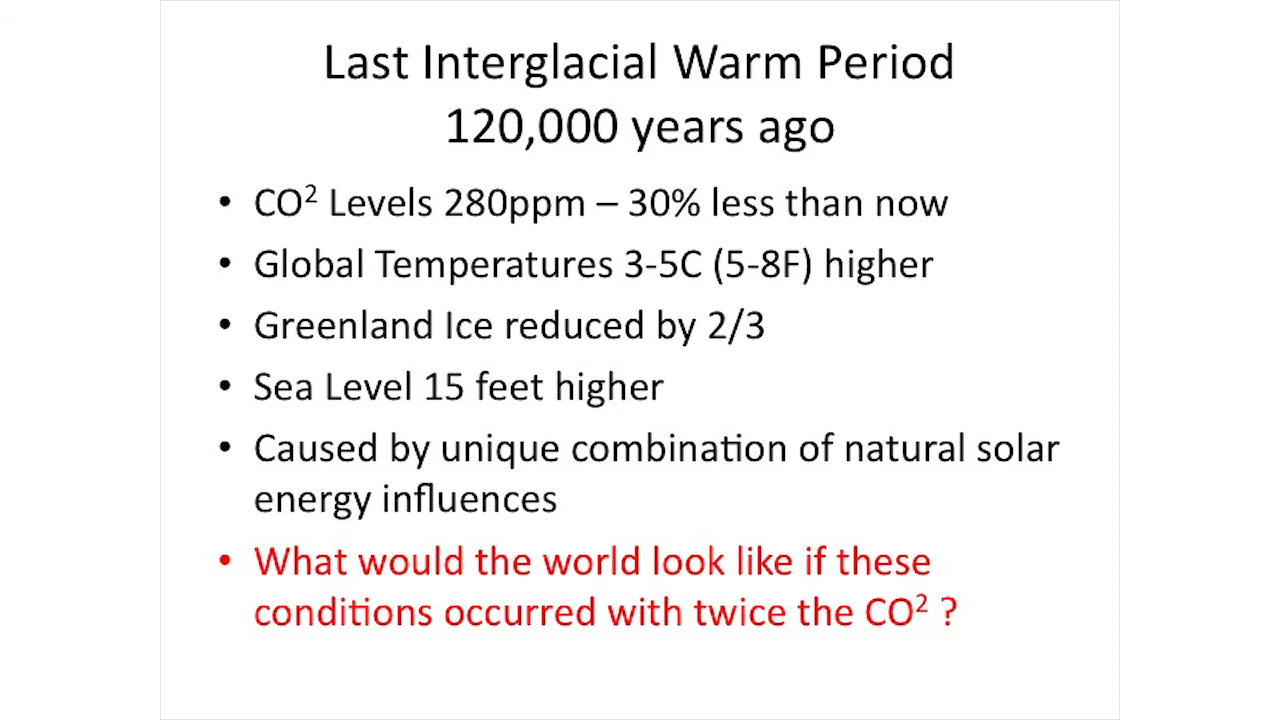 Last Interglacial Warm Period
120,000 years ago
• CO² Levels 280ppm – 30% less than now
• Global Temperatures 3-5C (5-8F) higher
• Greenland Ice reduced by 2/3
• Sea Level 15 feet higher
• Caused by unique combination of natural solar
energy influences
• What would the world look like if these
conditions occurred with twice the CO² ?